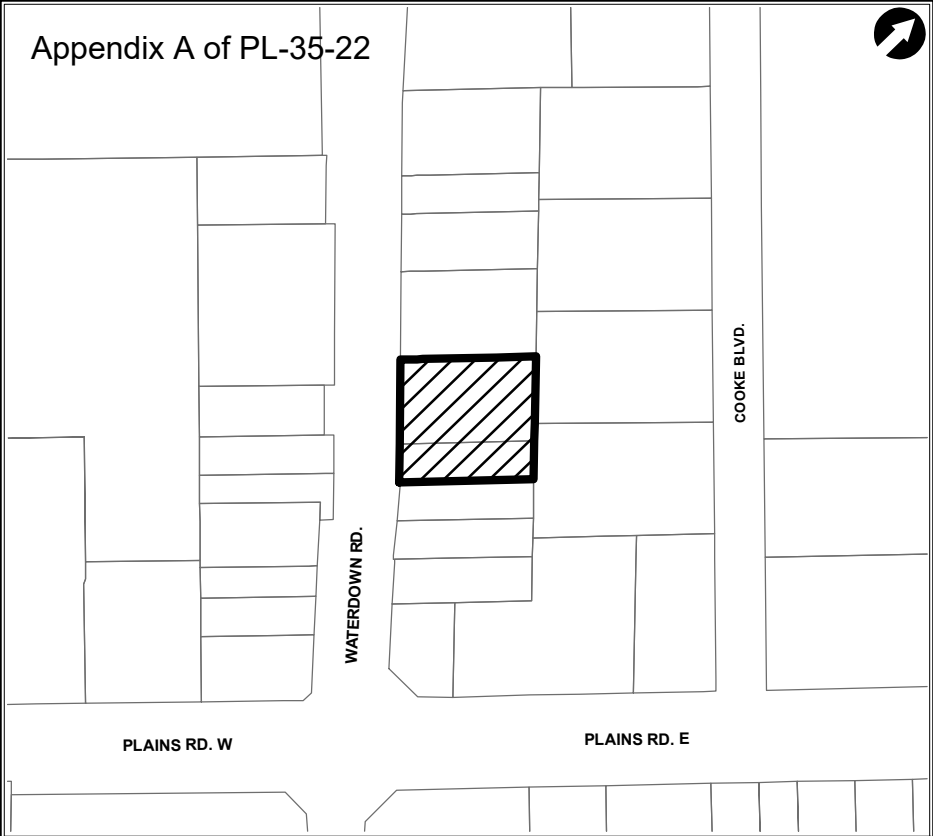 Appendix A of PL-35-22
COOKE BLVD.
WATERDOWN RD.
PLAINS RD. W
PLAINS RD. E